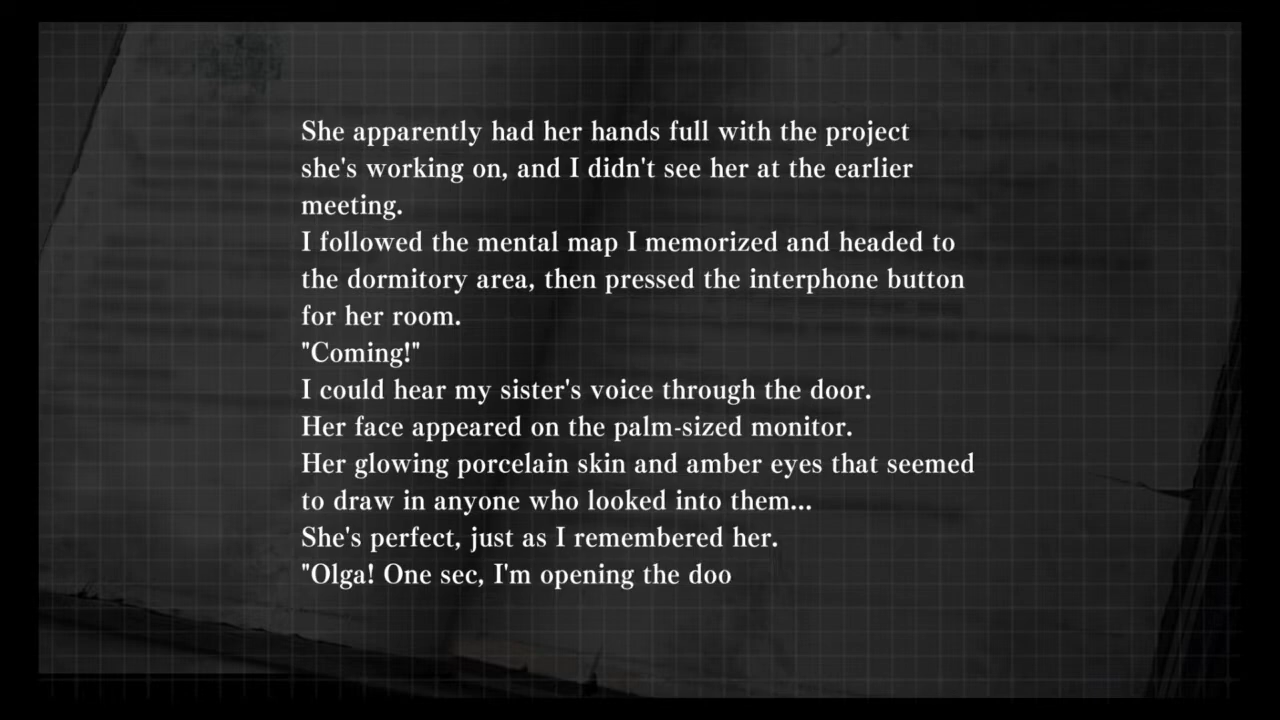 She apparently had her hands full with the project
she's working on, and I didn't see her at the earlier
meeting.
I followed the mental map I memorized and headed to
the dormitory area, then pressed the interphone button
for her room.
"Coming!"
I could hear my sister's voice through the door.
Her face appeared on the palm-sized monitor.
Her glowing porcelain skin and amber eyes that seemed
to draw in anyone who looked into them...
She's perfect, just as I remembered her.
"Olga! One sec, I'm opening the doo